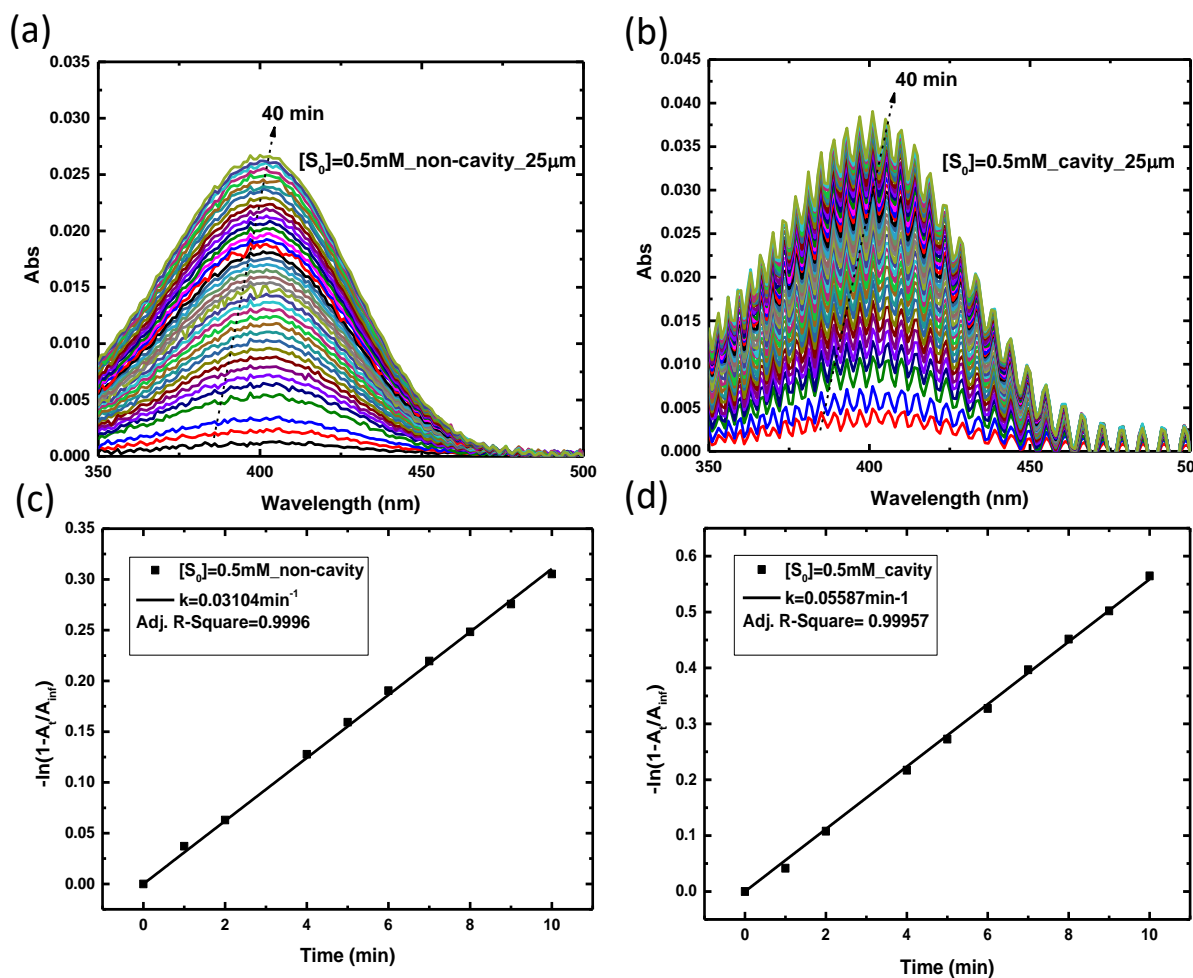 (a)
0.035
0.030
0.025
0.020
0.015
0.010
0.005
0.000
Abs
40 min
[S0]=0.5mM_non-cavity_25μm
350
400
450
500
Wavelength (nm)
(b)
0.045
0.040
0.035
0.030
0.025
0.020
0.015
0.010
0.005
0.000
Abs
40 min
[S0]=0.5mM_cavity_25μm
350
400
450
500
Wavelength (nm)
(c)
0.35
0.30
0.25
0.20
0.15
0.10
0.05
0.00
-ln(1-At/Ainf)
[S0]=0.5mM_non-cavity
k=0.03104min-1
Adj. R-Square=0.9996
0
2
4
6
8
10
Time (min)
(d)
0.6
0.5
0.4
0.3
0.2
0.1
0.0
-ln(1-At/Ainf)
[S0]=0.5mM_cavity
k=0.05587min-1
Adj. R-Square= 0.99957
0
2
4
6
8
10
Time (min)